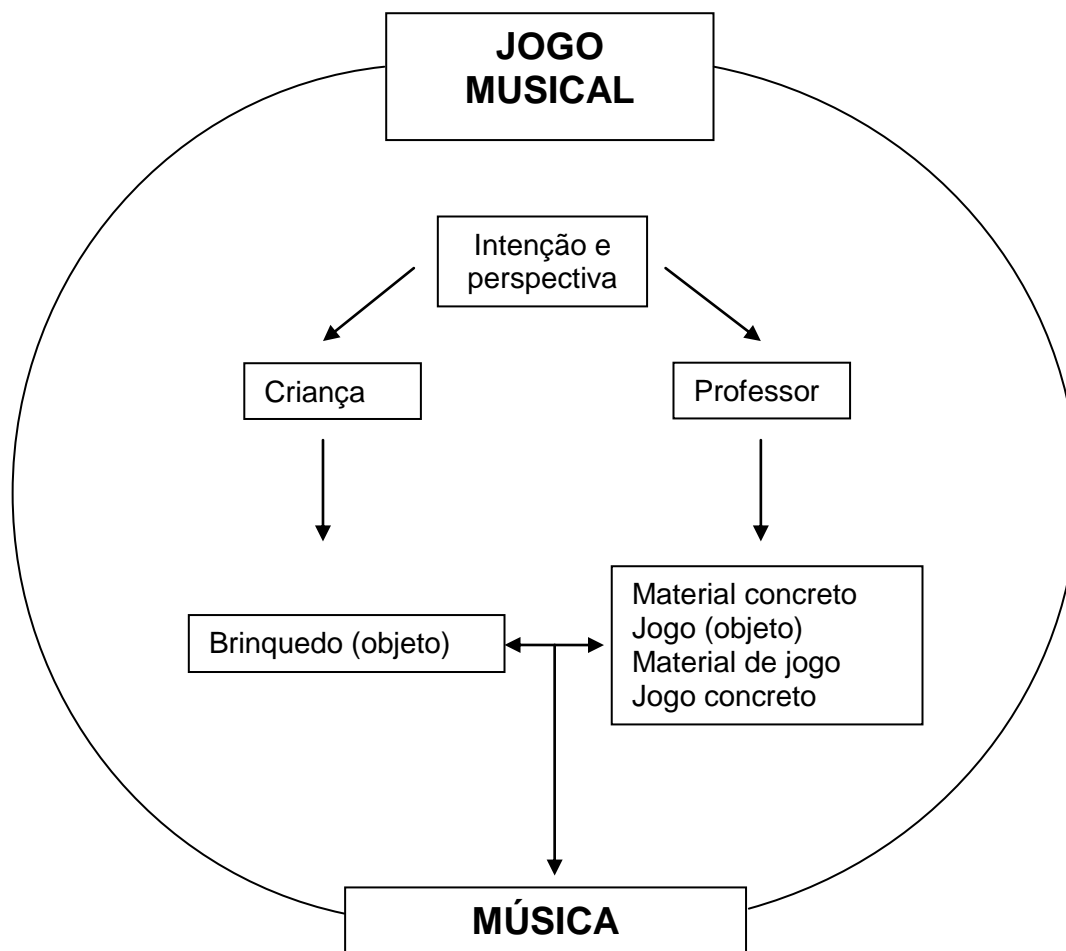 JOGO
MUSICAL
Intenção e
perspectiva
Criança
Professor
Brinquedo (objeto)
Material concreto
Jogo (objeto)
Material de jogo
Jogo concreto
MÚSICA